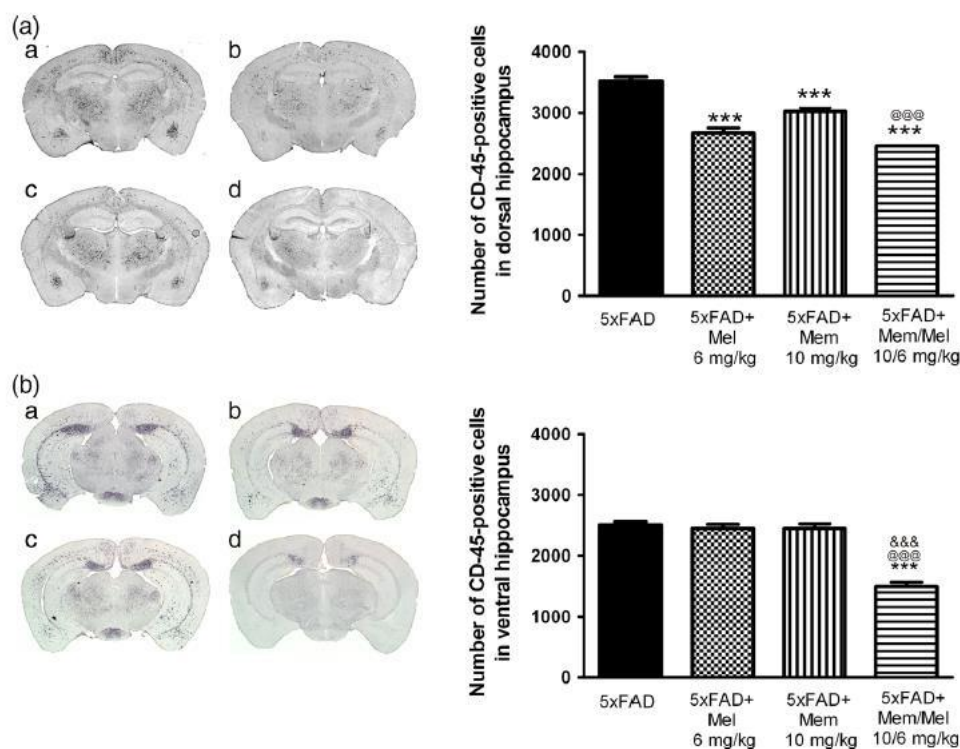 (a)
a
b
c
d
Number of CD-45-positive cells
in dorsal hippocampus
4000
3000
2000
1000
0
***
***
@@@
***
5xFAD
5xFAD+
Mel
6 mg/kg
5xFAD+
Mem
10 mg/kg
5xFAD+
Mem/Mel
10/6 mg/kg
(b)
a
b
c
d
Number of CD-45-positive cells
in ventral hippocampus
4000
3000
2000
1000
0
&&&
@@@
***
5xFAD
5xFAD+
Mel
6 mg/kg
5xFAD+
Mem
10 mg/kg
5xFAD+
Mem/Mel
10/6 mg/kg